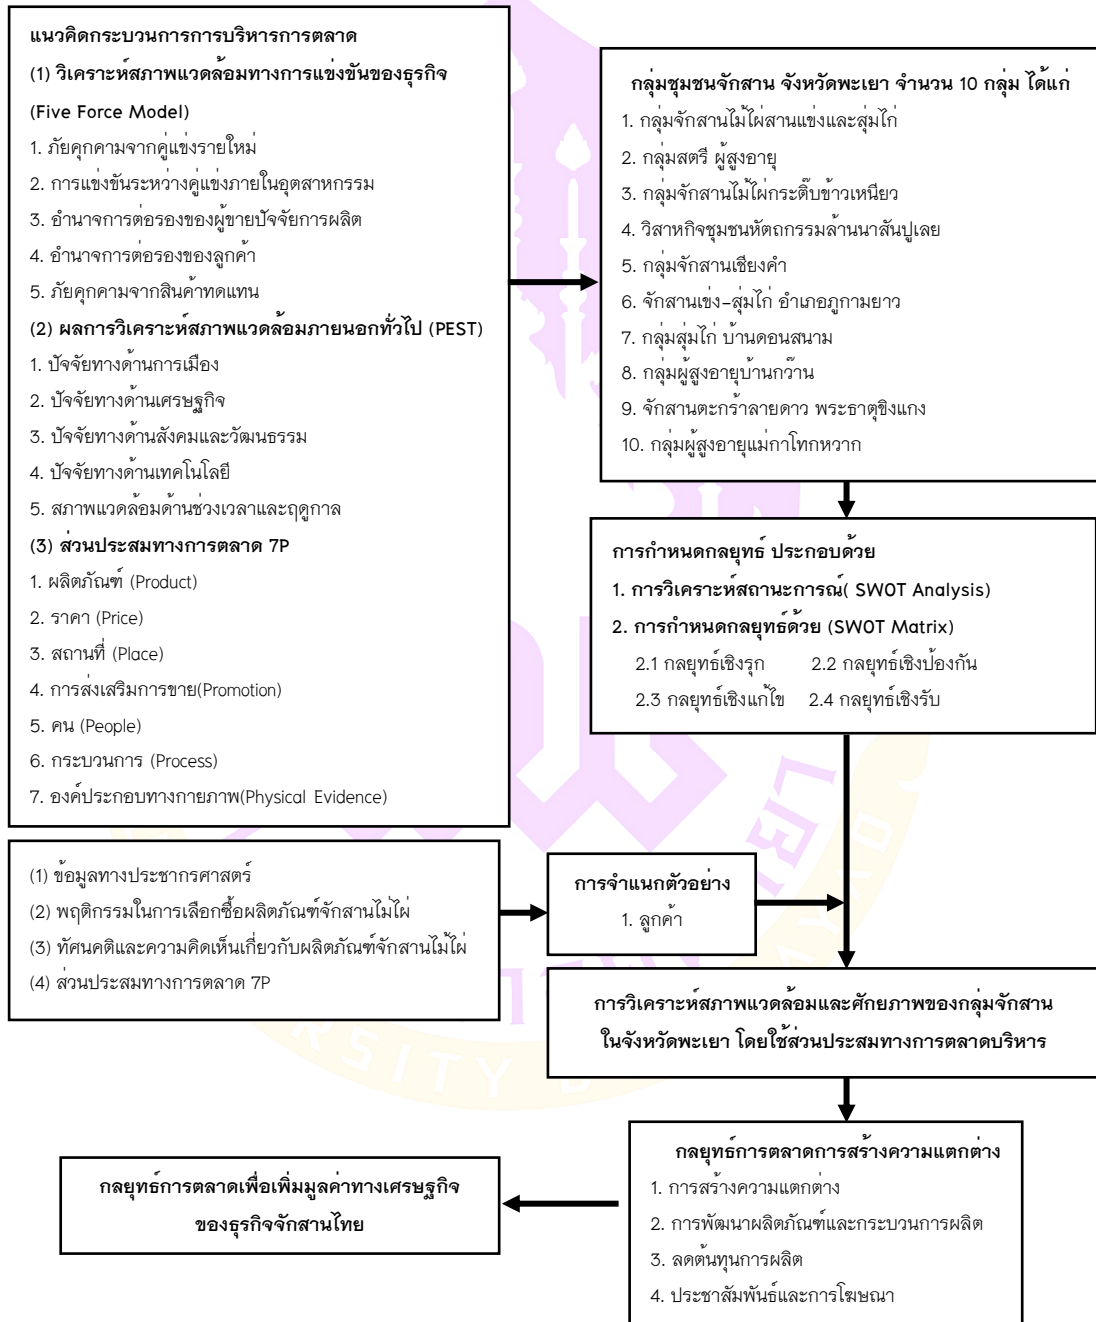 แนวคิดกระบวนการการบริหารการตลาด
(1) วิเคราะห์สภาพแวดล้อมทางการแข่งขันของธุรกิจ
(Five Force Model)
1. ภัยคุกคามจากคู่แข่งรายใหม่
2. การแข่งขันระหว่างคู่แข่งภายในอุตสาหกรรม
3. อำนาจการต่อรองของผู้ขายปัจจัยการผลิต
4. อำนาจการต่อรองของลูกค้า
5. ภัยคุกคามจากสินค้าทดแทน
(2) ผลการวิเคราะห์สภาพแวดล้อมภายนอกทั่วไป (PEST)
1. ปัจจัยทางด้านการเมือง
2. ปัจจัยทางด้านเศรษฐกิจ
3. ปัจจัยทางด้านสังคมและวัฒนธรรม
4. ปัจจัยทางด้านเทคโนโลยี
5. สภาพแวดล้อมด้านช่วงเวลาและฤดูกาล
(3) ส่วนประสมทางการตลาด 7P
1. ผลิตภัณฑ์ (Product)
2. ราคา (Price)
3. สถานที่ (Place)
4. การส่งเสริมการขาย(Promotion)
5. คน (People)
6. กระบวนการ (Process)
7. องค์ประกอบทางกายภาพ(Physical Evidence)
กลุ่มชุมชนจักสาน จังหวัดพะเยา จำนวน 10 กลุ่ม ได้แก่
1. กลุ่มจักสานไม้ไผ่สานแข่งและสุ่มไก่
2. กลุ่มสตรี ผู้สูงอายุ
3. กลุ่มจักสานไม้ไผ่กระติ๊บข้าวเหนียว
4. วิสาหกิจชุมชนหัตถกรรมล้านนาสันปูเลย
5. กลุ่มจักสานเชียงคำ
6. จักสานเข่ง-สุ่มไก่ อำเภอภูกามยาว
7. กลุ่มสุ่มไก่ บ้านดอนสนาม
8. กลุ่มผู้สูงอายุบ้านกว๊าน
9. จักสานตะกร้าลายดาว พระธาตุขิงแกง
10. กลุ่มผู้สูงอายุแม่กาโทกหวาก
การกำหนดกลยุทธ์ ประกอบด้วย
1. การวิเคราะห์สถานะการณ์( SWOT Analysis)
2. การกำหนดกลยุทธ์ด้วย (SWOT Matrix)
2.1 กลยุทธ์เชิงรุก 2.2 กลยุทธ์เชิงป้องกัน
2.3 กลยุทธ์เชิงแก้ไข 2.4 กลยุทธ์เชิงรับ
(1) ข้อมูลทางประชากรศาสตร์
(2) พฤติกรรมในการเลือกซื้อผลิตภัณฑ์จักสานไม้ไผ่
(3) ทัศนคติและความคิดเห็นเกี่ยวกับผลิตภัณฑ์จักสานไม้ไผ่
(4) ส่วนประสมทางการตลาด 7P
การจำแนกตัวอย่าง
1. ลูกค้า
การวิเคราะห์สภาพแวดล้อมและศักยภาพของกลุ่มจักสาน
ในจังหวัดพะเยา โดยใช้ส่วนประสมทางการตลาดบริหาร
กลยุทธ์การตลาดการสร้างความแตกต่าง
1. การสร้างความแตกต่าง
2. การพัฒนาผลิตภัณฑ์และกระบวนการผลิต
3. ลดต้นทุนการผลิต
4. ประชาสัมพันธ์และการโฆษณา
กลยุทธ์การตลาดเพื่อเพิ่มมูลค่าทางเศรษฐกิจ
ของธุรกิจจักสานไทย